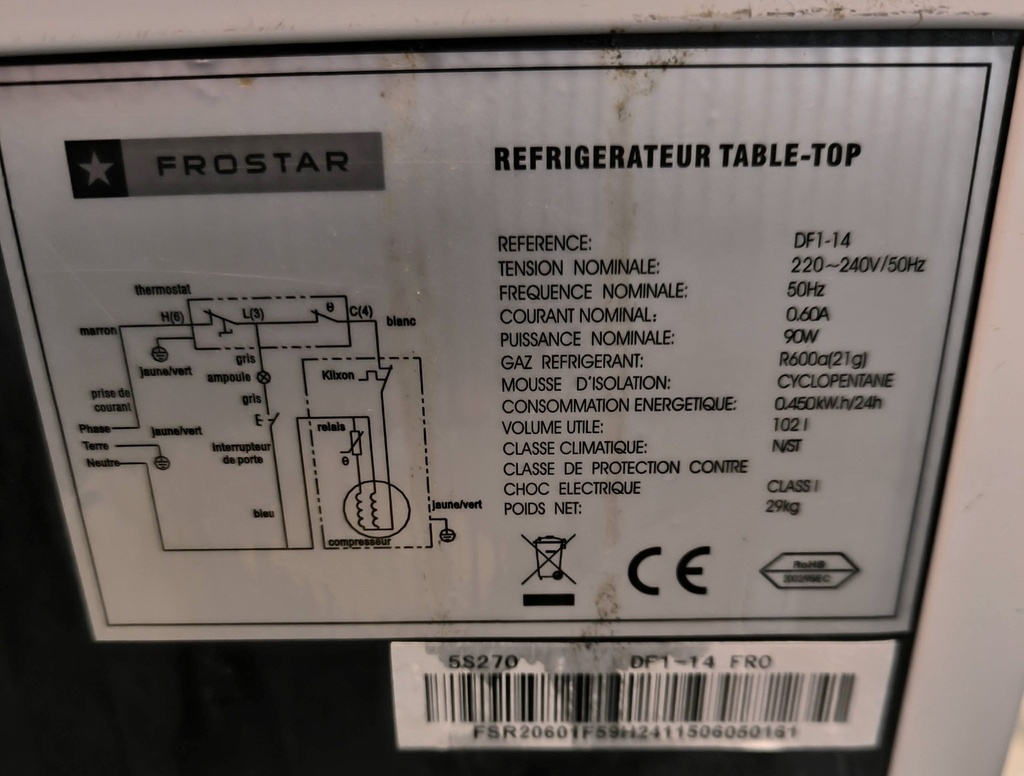 FROSTAR
REFRIGERATEUR TABLE-TOP
REFERENCE: DF1-14
TENSION NOMINALE: 220~240V/50Hz
FREQUENCE NOMINALE: 50Hz
COURANT NOMINAL: 0.60A
PUISSANCE NOMINALE: 90W
GAZ REFRIGERANT: R600a(21g)
MOUSSE D'ISOLATION: CYCLOPENTANE
CONSOMMATION ENERGETIQUE: 0.450kW.h/24h
VOLUME UTILE: 102 l
CLASSE CLIMATIQUE: N/ST
CLASSE DE PROTECTION CONTRE
CHOC ELECTRIQUE CLASS I
POIDS NET: 29kg
thermostat
H(6) L(3) θ C(4)
marron
blanc
jaune/vert
gris
ampoule
Klixon
prise de
courant
gris
Phase
jaune/vert
E
relais
Terre
interrupteur
de porte
Neutre
θ
bleu
jaune/vert
compresseur
CE
RoHS
5S270 DF1-14 FRO
FSR20601F59H2411506050161